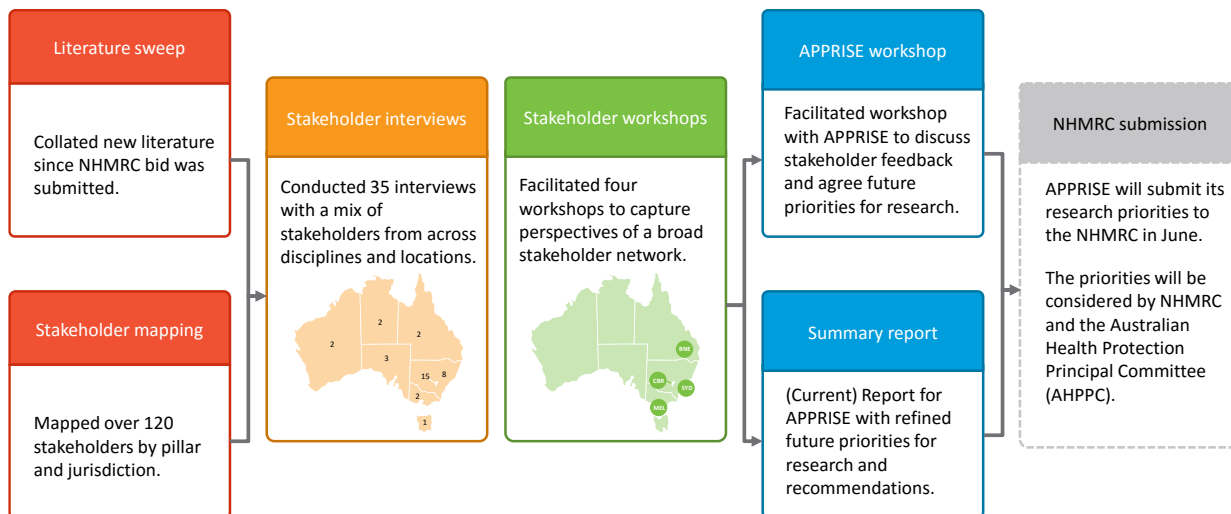 Literature sweep
Collated new literature
since NHMRC bid was
submitted.
Stakeholder mapping
Mapped over 120
stakeholders by pillar
and jurisdiction.
Stakeholder interviews
Conducted 35 interviews
with a mix of
stakeholders from across
disciplines and locations.
2
2
2
3
15
8
2
1
Stakeholder workshops
Facilitated four
workshops to capture
perspectives of a broad
stakeholder network.
BNE
CBR
SYD
MEL
APPRISE workshop
Facilitated workshop
with APPRISE to discuss
stakeholder feedback
and agree future
priorities for research.
Summary report
(Current) Report for
APPRISE with refined
future priorities for
research and
recommendations.
NHMRC submission
APPRISE will submit its
research priorities to
the NHMRC in June.
The priorities will be
considered by NHMRC
and the Australian
Health Protection
Principal Committee
(AHPPC).